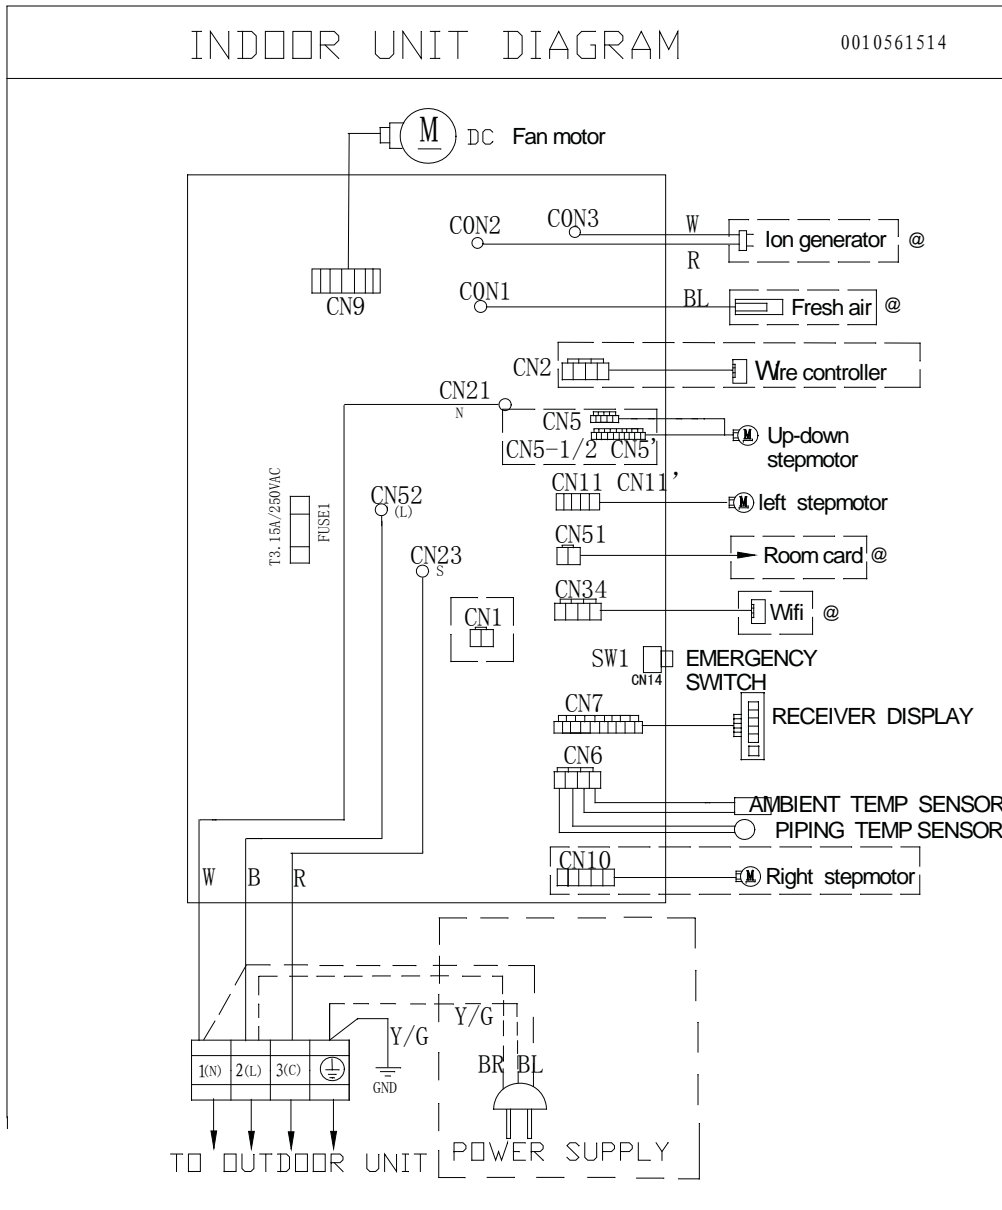 INDOOR UNIT DIAGRAM 0010561514
M DC Fan motor
CON2 CON3 W Ion generator @
R
CN9 CON1 BL Fresh air @
CN2 Wire controller
CN21
N
CN5
CN5-1/2 CN5' M Up-down
stepmotor
T3.15A/250VAC FUSE1
CN52
(L)
CN11 CN11' M left stepmotor
CN23
S
CN51 Room card @
CN34 Wifi @
CN1
SW1 EMERGENCY
CN14 SWITCH
CN7 RECEIVER DISPLAY
CN6
AMBIENT TEMP SENSOR
PIPING TEMP SENSOR
CN10 M Right stepmotor
W B R
Y/G Y/G
1(N) 2(L) 3(C) GND
BR BL
TO OUTDOOR UNIT POWER SUPPLY